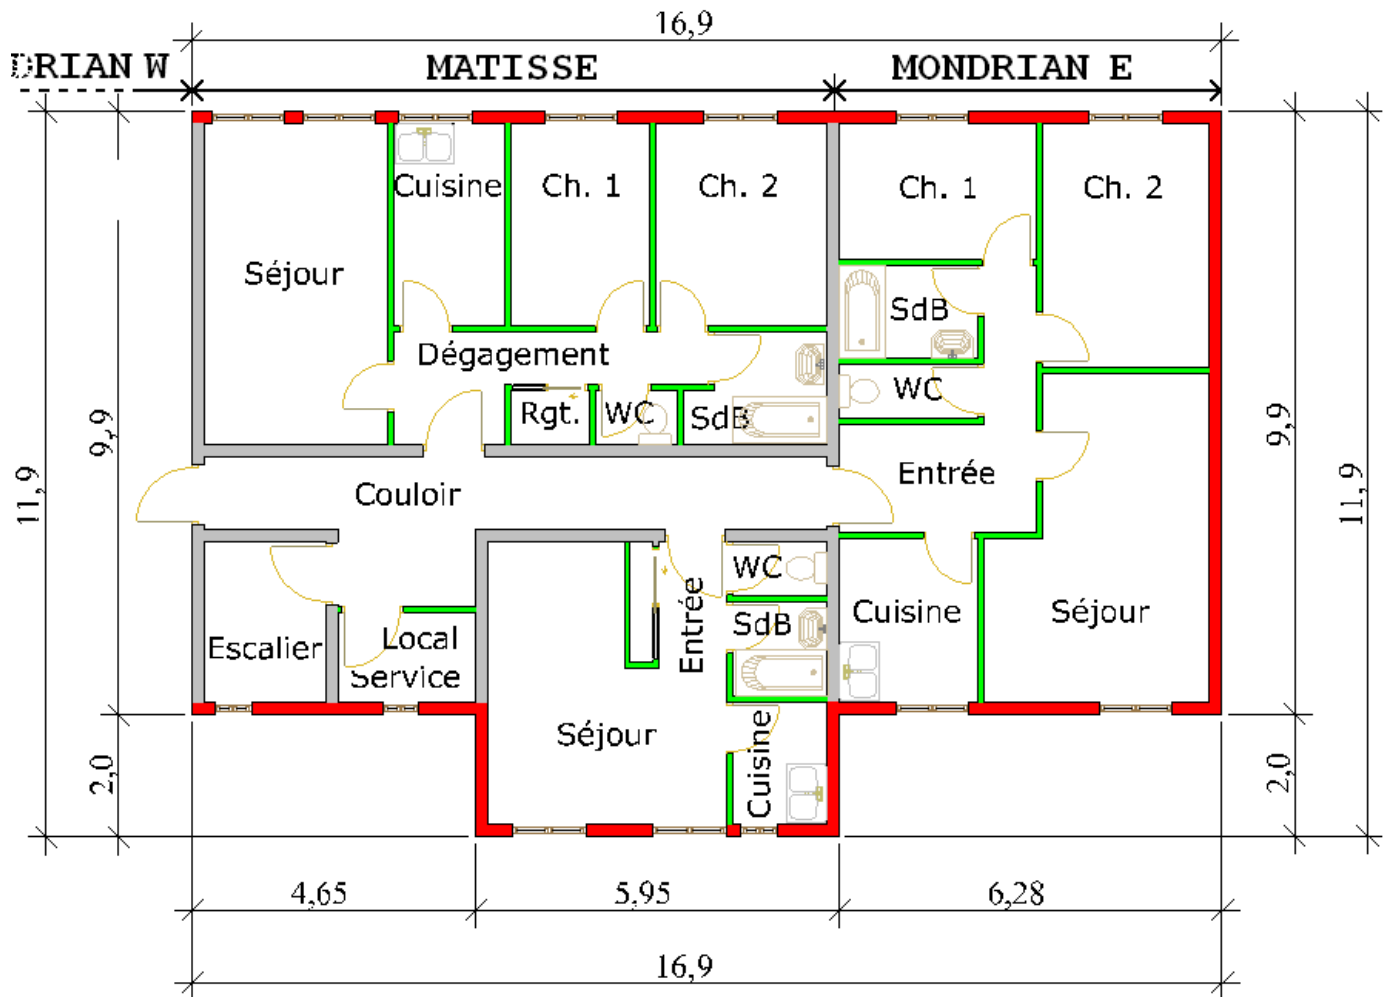 16,9
DRIAN W MATISSE MONDRIAN E
Cuisine Ch. 1 Ch. 2 Ch. 1 Ch. 2
Séjour
SdB
Dégagement
WC
Rgt. WC SdB
9,9 9,9
11,9 11,9
Entrée
Couloir
WC
Entrée
SdB
Cuisine Séjour
Escalier
Local
Service
Séjour
Cuisine
2,0 2,0
4,65 5,95 6,28
16,9